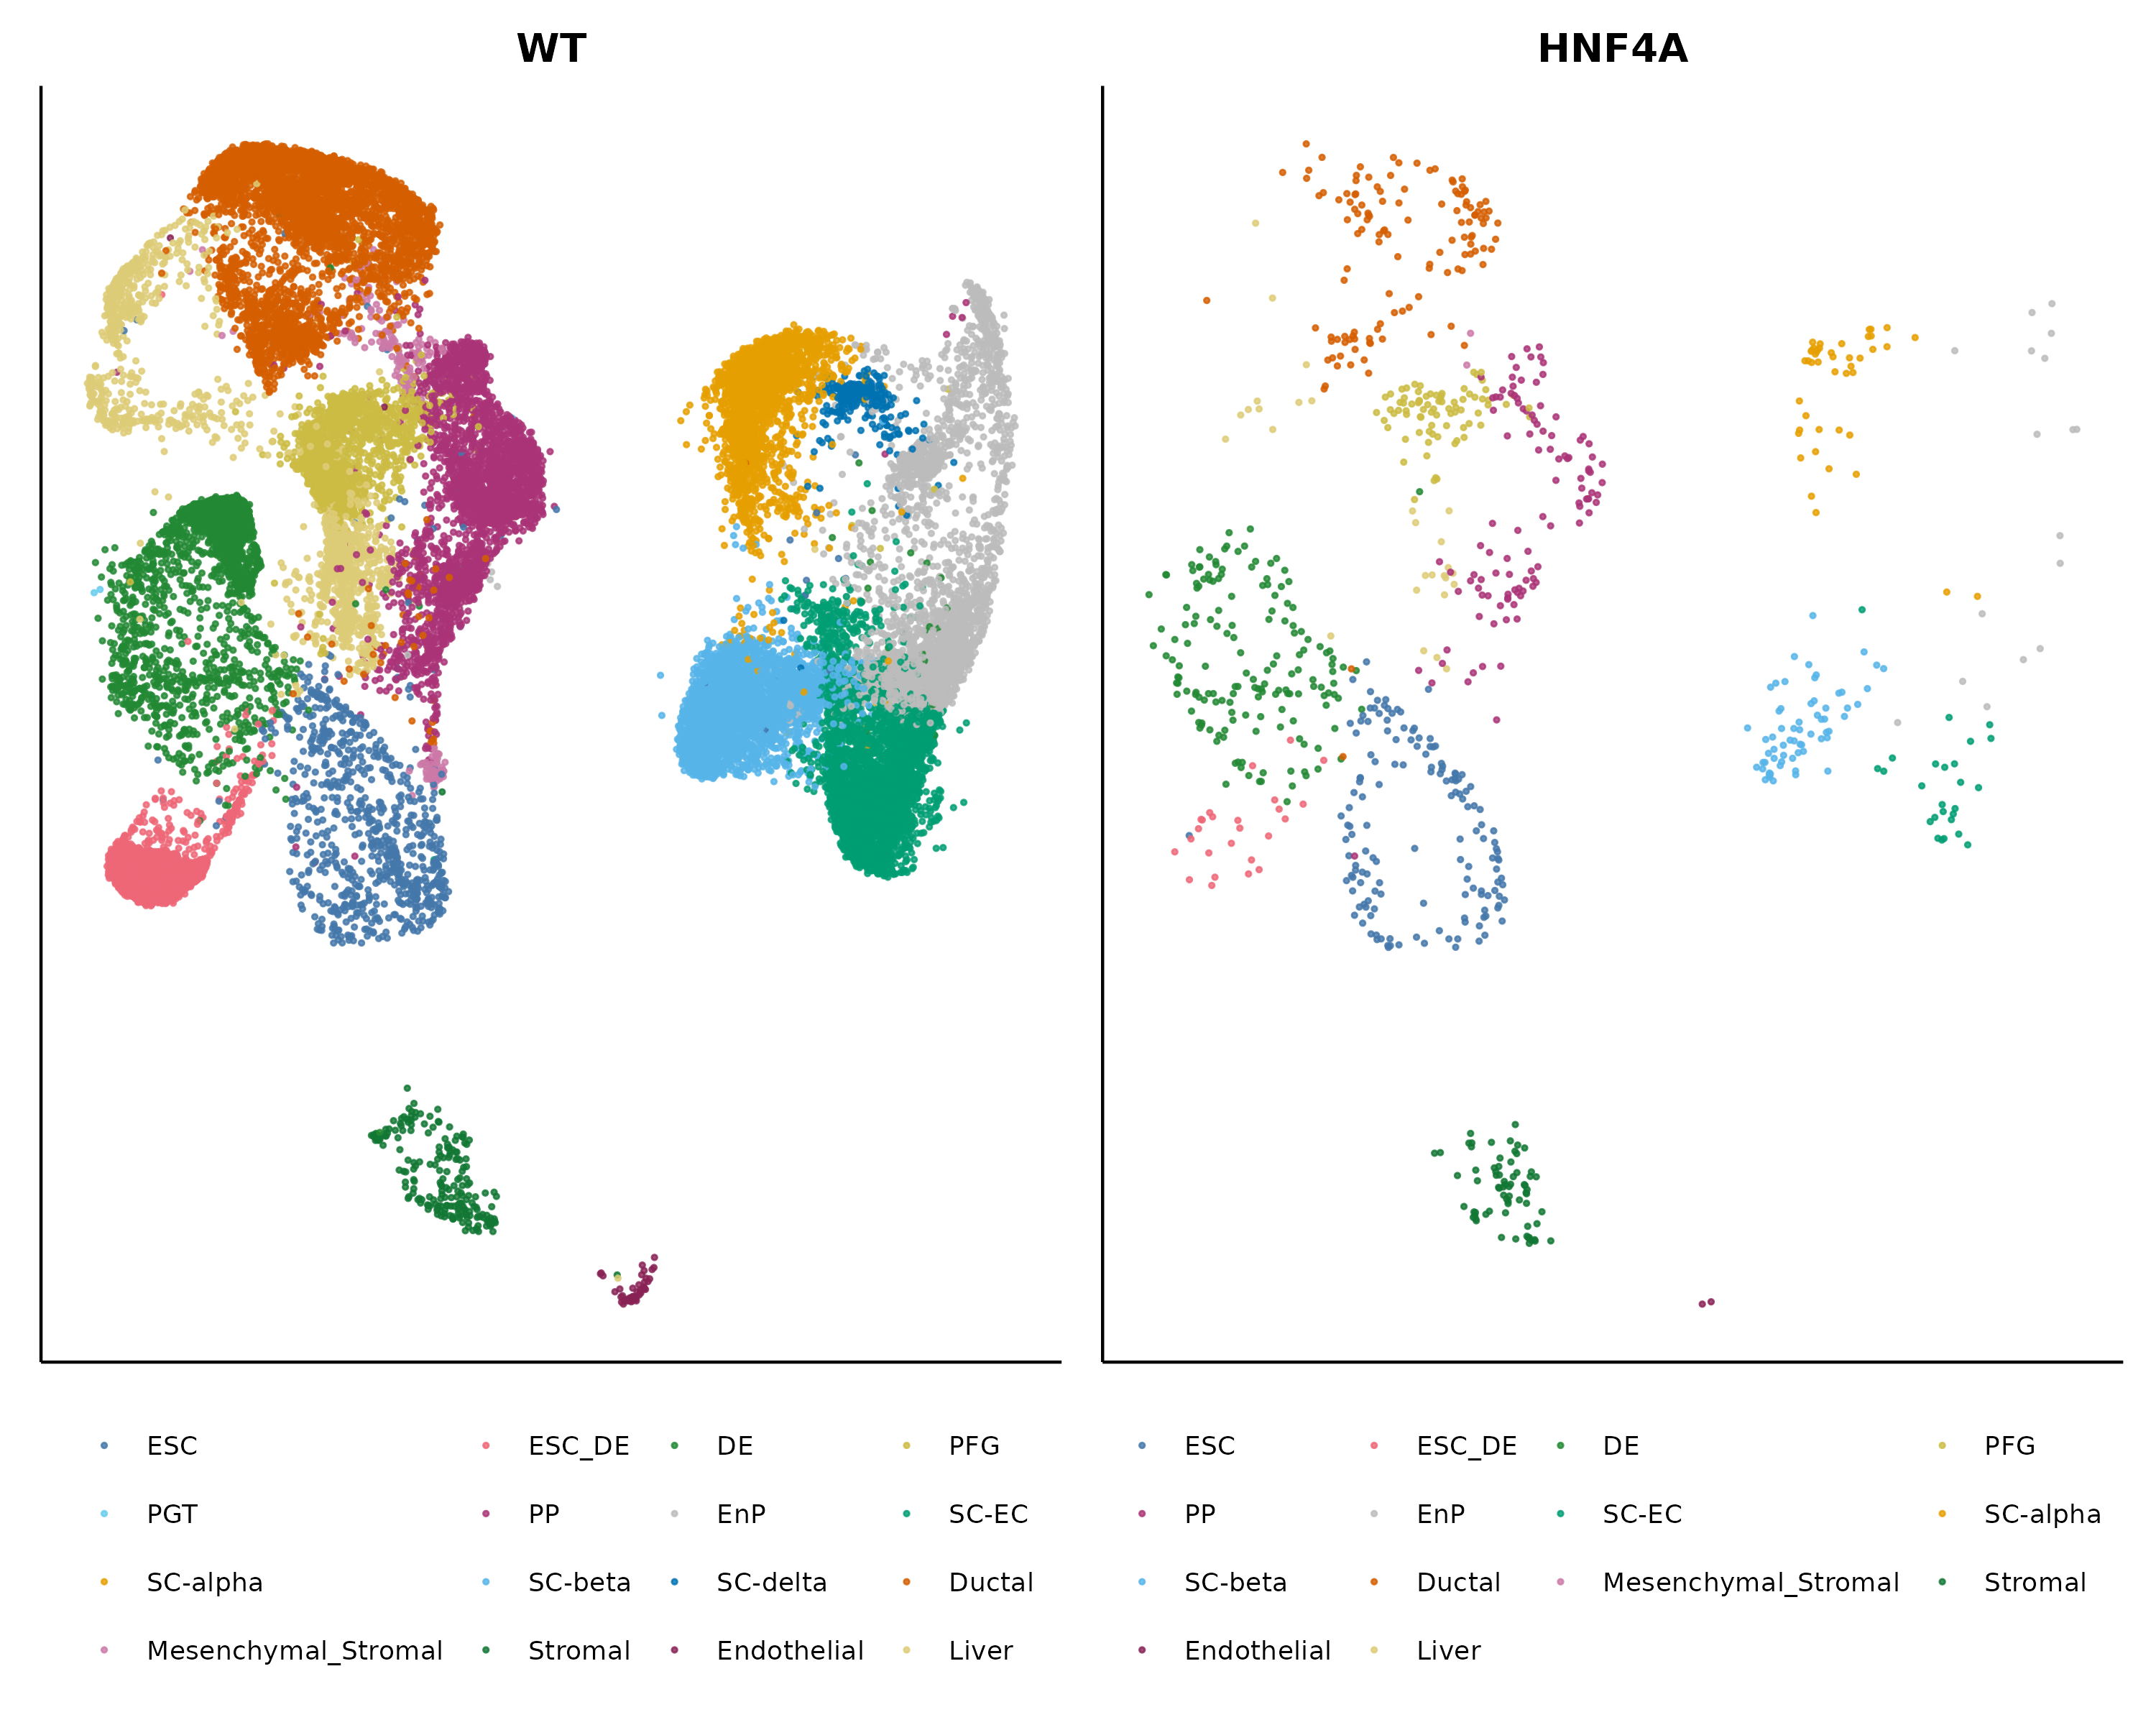 WT
HNF4A
ESC ESC_DE DE PFG
PGT PP EnP SC-EC
SC-alpha SC-beta SC-delta Ductal
Mesenchymal_Stromal Stromal Endothelial Liver
ESC ESC_DE DE PFG
PP EnP SC-EC SC-alpha
SC-beta Ductal Mesenchymal_Stromal Stromal
Endothelial Liver